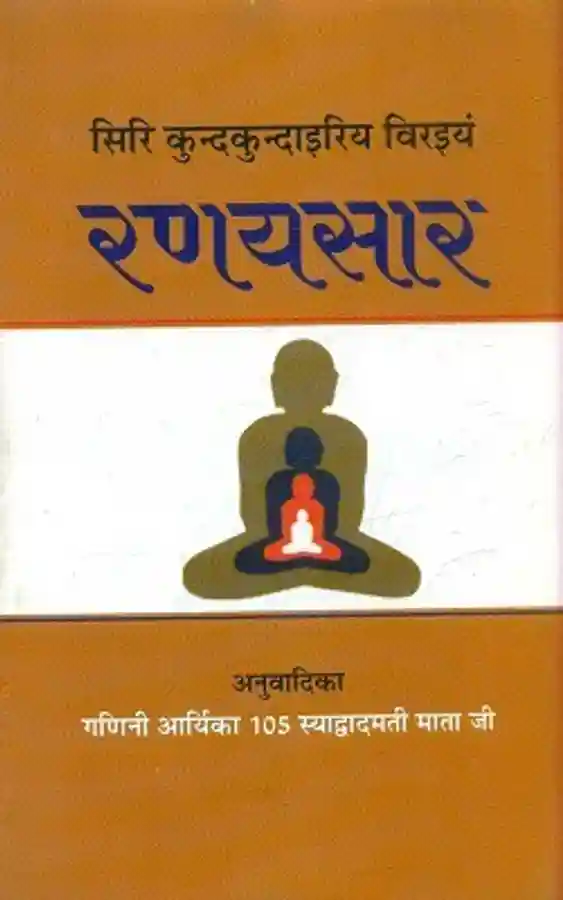 सिरि कुन्दकुन्दाइरिय विरइयं
रणयसार
अनुवादिका
गणिनी आर्यिका 105 स्याद्वादमती माता जी